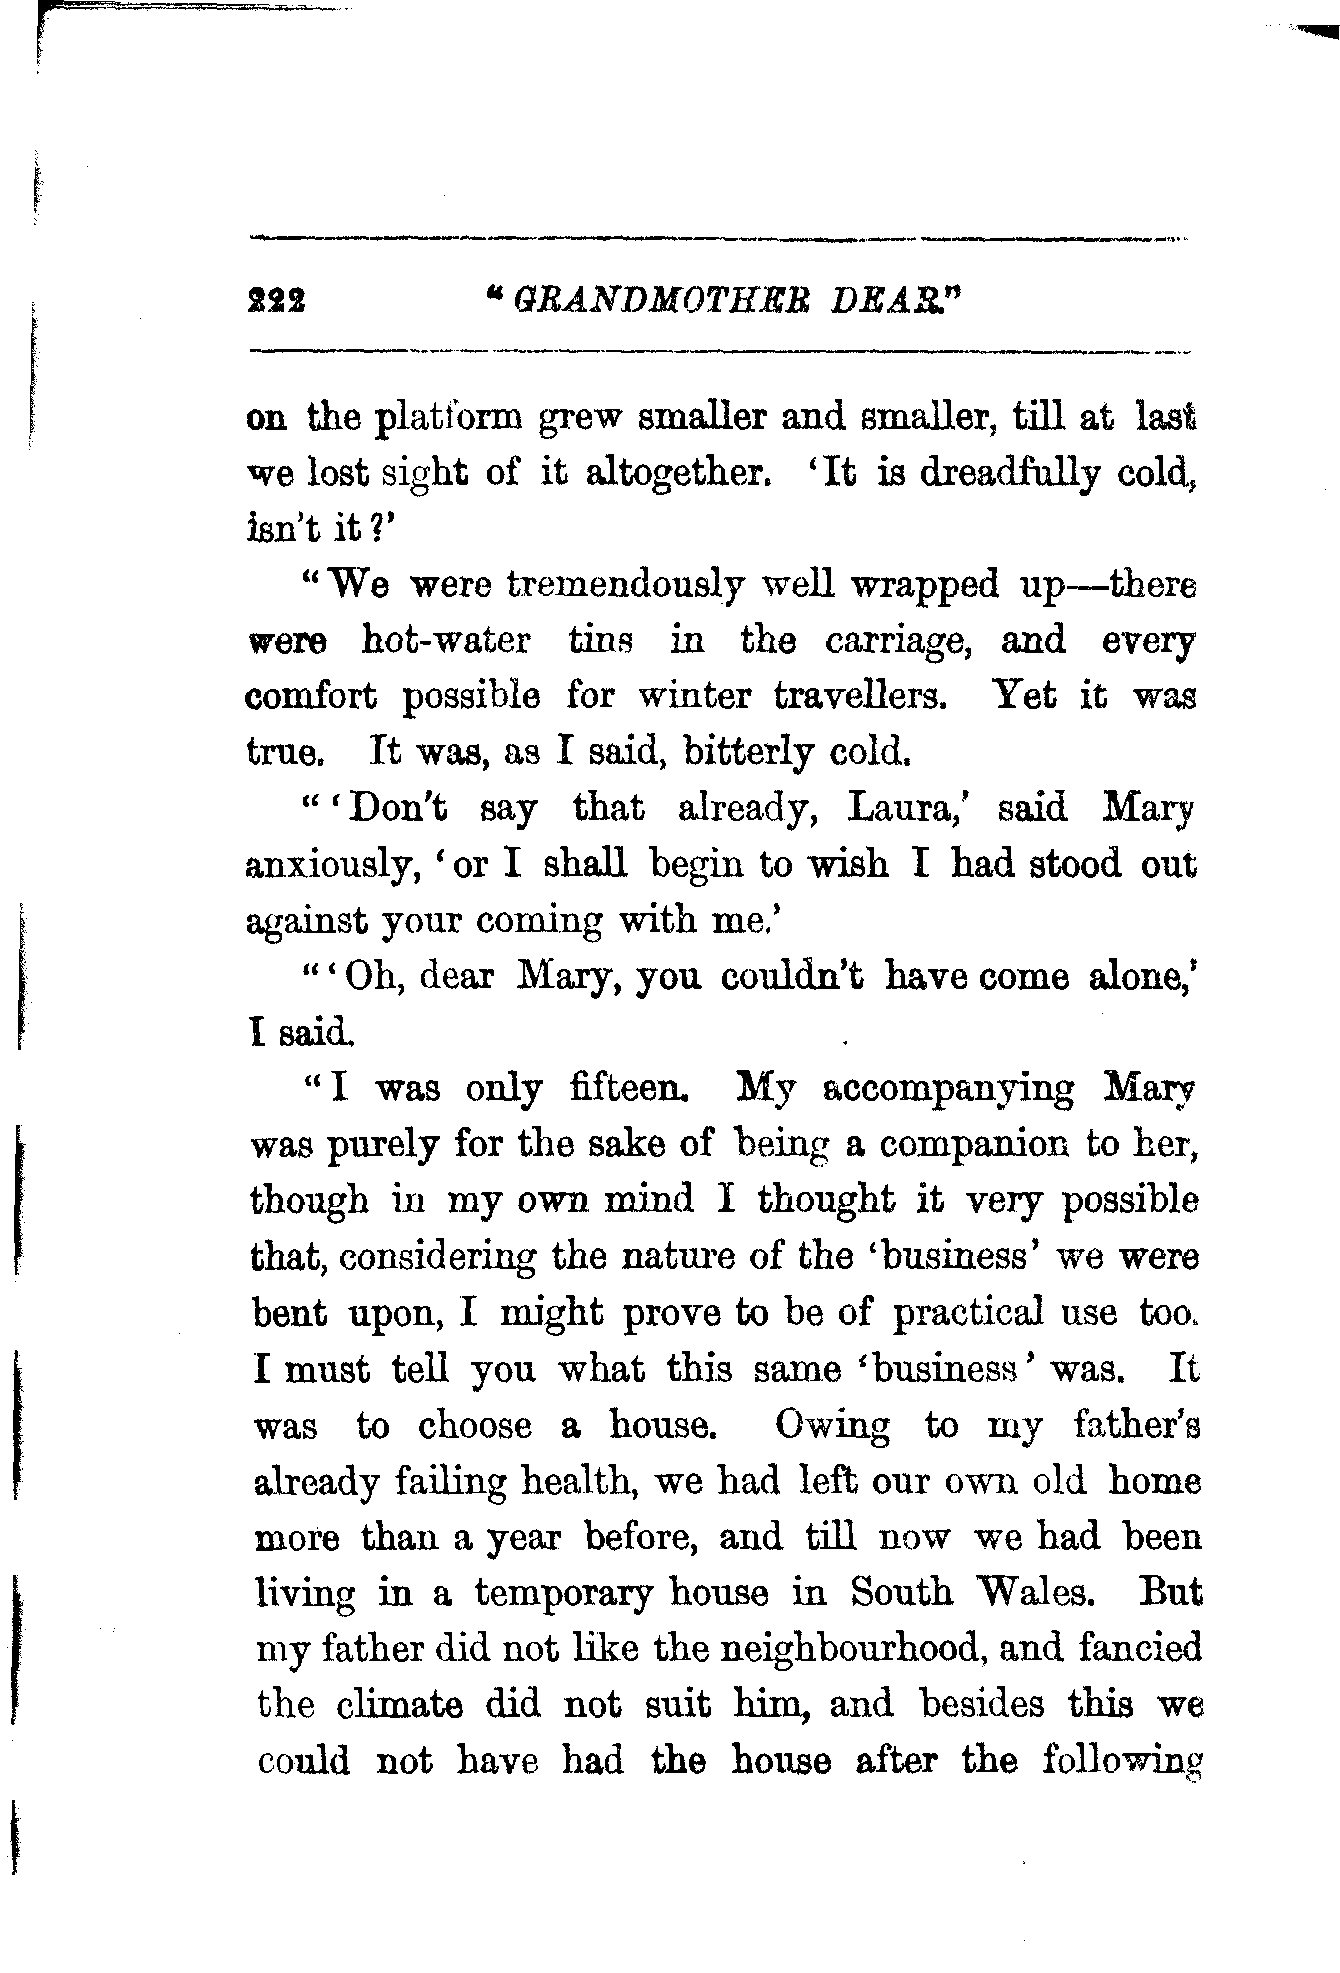 222 “GRANDMOTHER DEAR.”
on the platform grew smaller and smaller, till at last
we lost sight of it altogether. ‘It is dreadfully cold,
isn't it?’
“We were tremendously well wrapped up—there
were hot-water tins in the carriage, and every
comfort possible for winter travellers. Yet it was
true. It was, as I said, bitterly cold.
“‘Don't say that already, Laura,’ said Mary
anxiously, ‘or I shall begin to wish I had stood out
against your coming with me.’
“‘Oh, dear Mary, you couldn't have come alone,’
I said.
“I was only fifteen. My accompanying Mary
was purely for the sake of being a companion to her,
though in my own mind I thought it very possible
that, considering the nature of the ‘business’ we were
bent upon, I might prove to be of practical use too.
I must tell you what this same ‘business’ was. It
was to choose a house. Owing to my father's
already failing health, we had left our own old home
more than a year before, and till now we had been
living in a temporary house in South Wales. But
my father did not like the neighbourhood, and fancied
the climate did not suit him, and besides this we
could not have had the house after the following